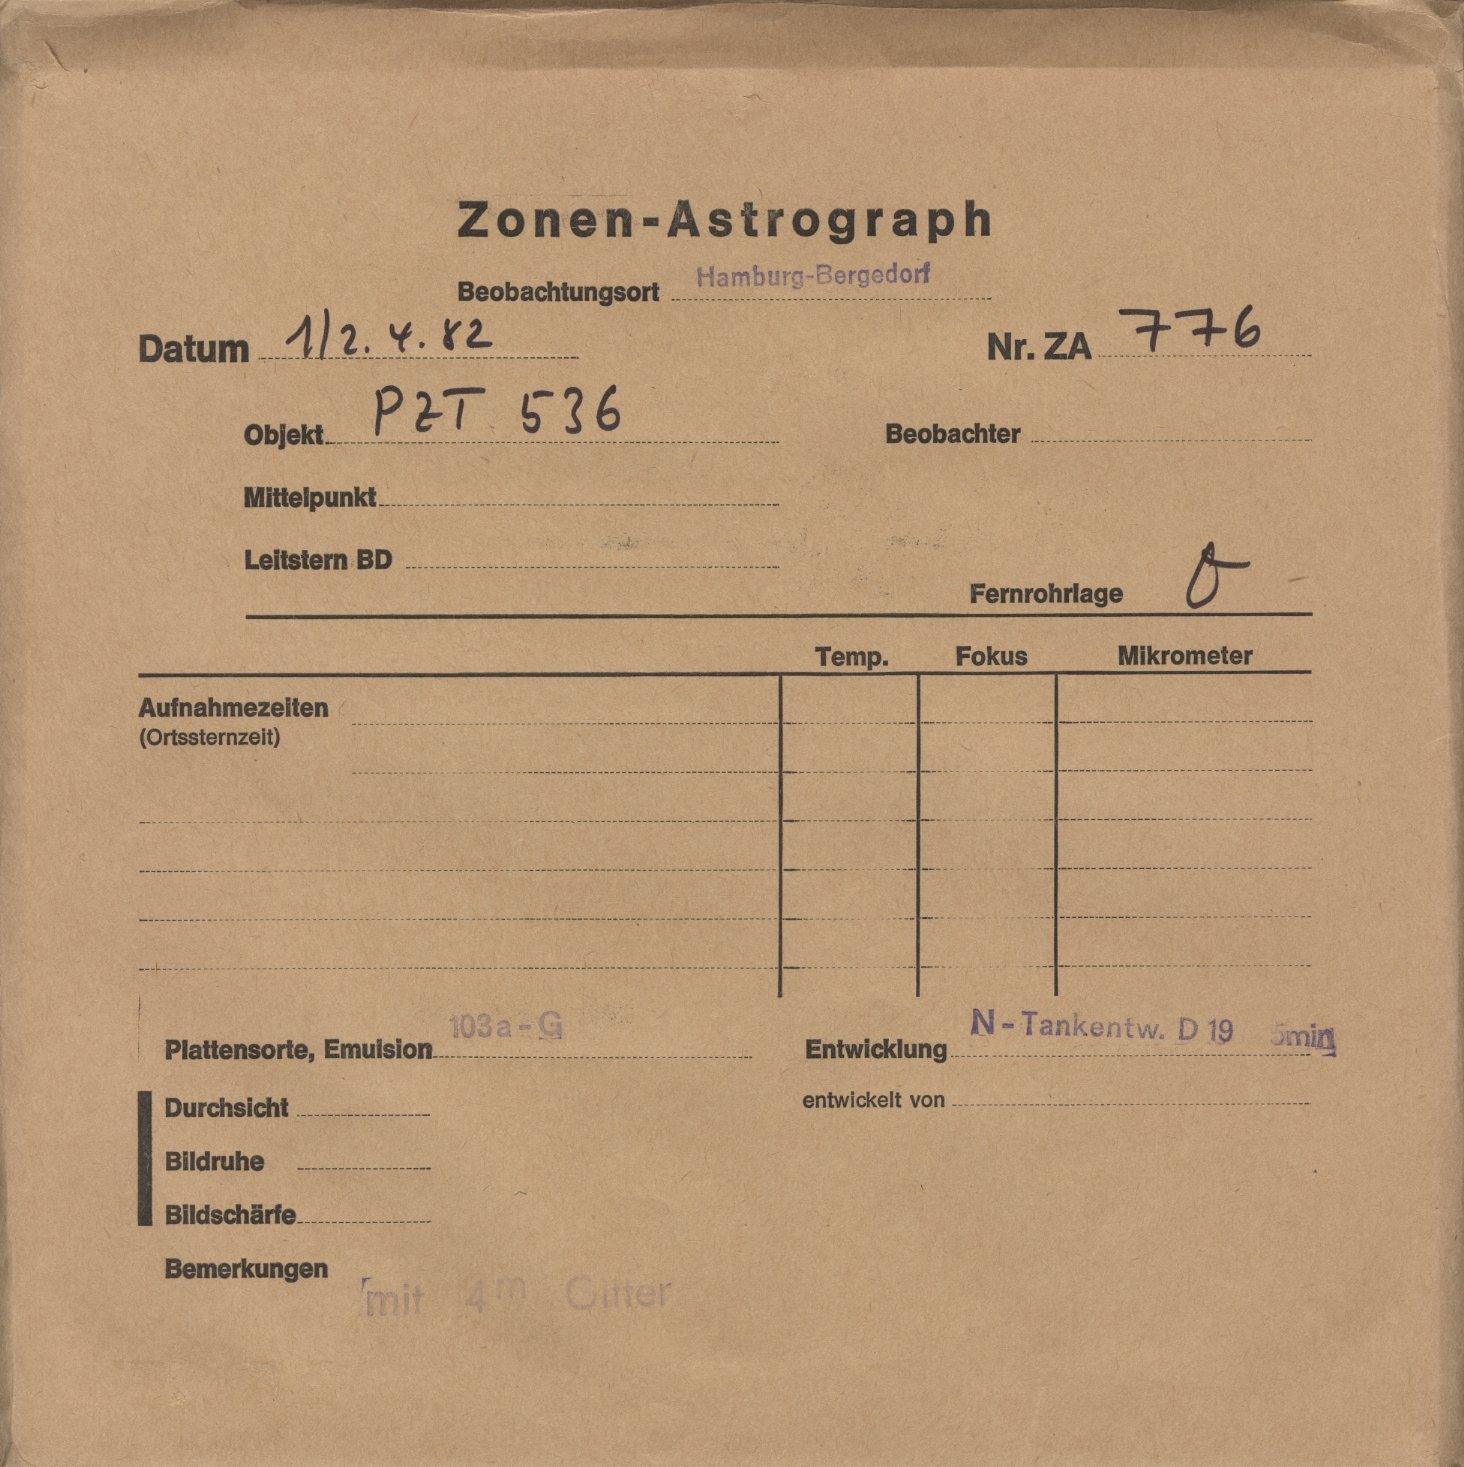 Zonen-Astrograph
Beobachtungsort Hamburg-Bergedorf
Datum 1/2. 4. 82
Nr. ZA 776
Objekt PZT 536
Beobachter
Mittelpunkt
Leitstern BD
Fernrohrlage
Temp. Fokus Mikrometer
Aufnahmezeiten
(Ortssternzeit)
Plattensorte, Emulsion 103a-G
Entwicklung N-Tankentw. D 19 5min
entwickelt von
Durchsicht
Bildruhe
Bildschärfe
Bemerkungen
mit 4m Gitter